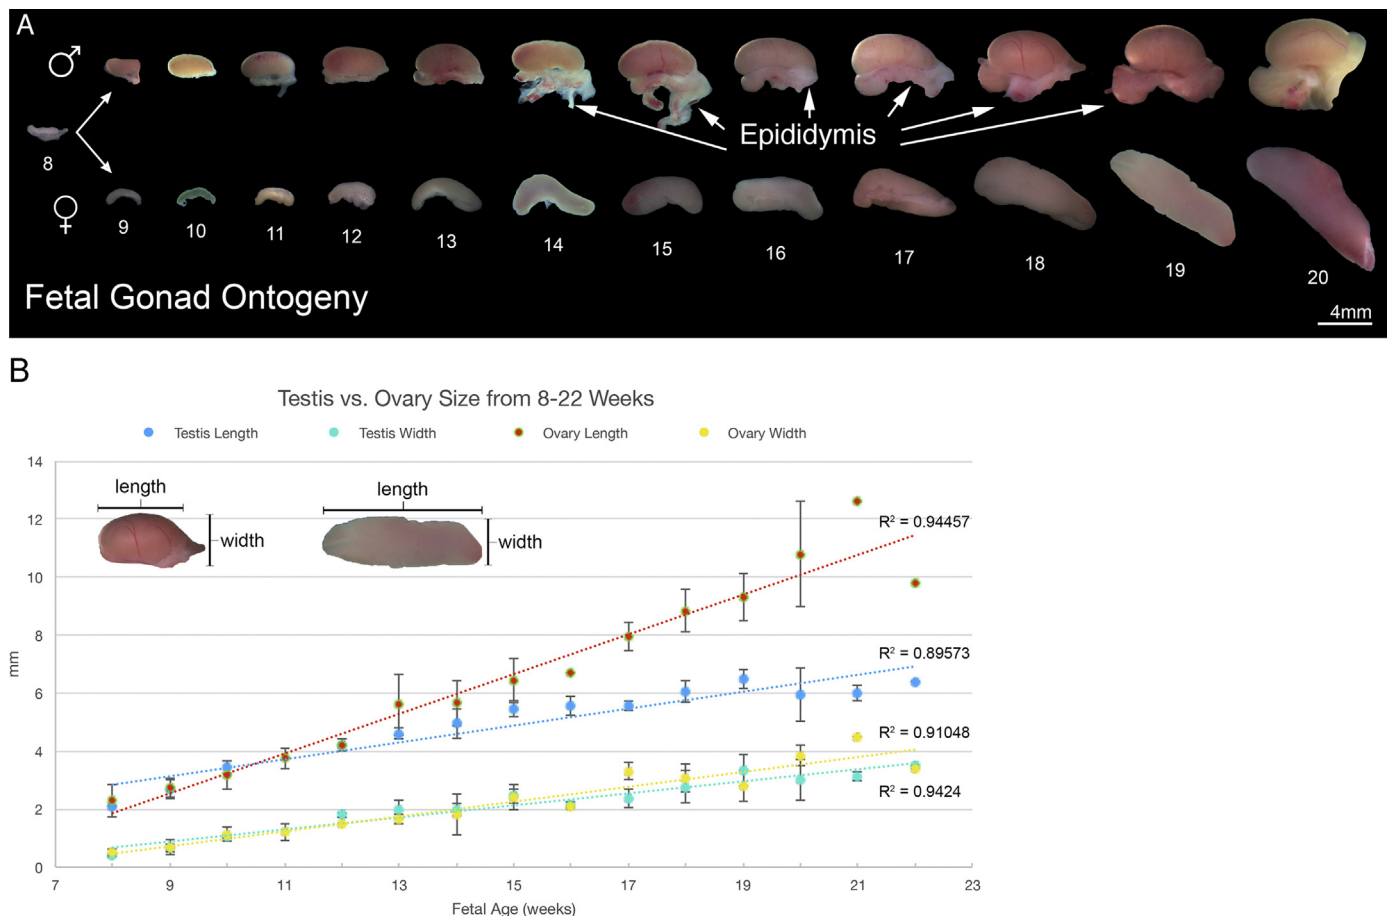 A
♂
8
Epididymis
♀
9 10 11 12 13 14 15 16 17 18 19 20
Fetal Gonad Ontogeny
4mm
B
Testis vs. Ovary Size from 8-22 Weeks
Testis Length Testis Width Ovary Length Ovary Width
14
12
10
8
6
4
2
0
mm
length
width
length
width
R² = 0.94457
R² = 0.89573
R² = 0.91048
R² = 0.9424
7 9 11 13 15 17 19 21 23
Fetal Age (weeks)